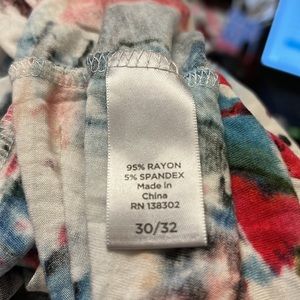 95% RAYON
5% SPANDEX
Made in
China
RN 138302
30/32